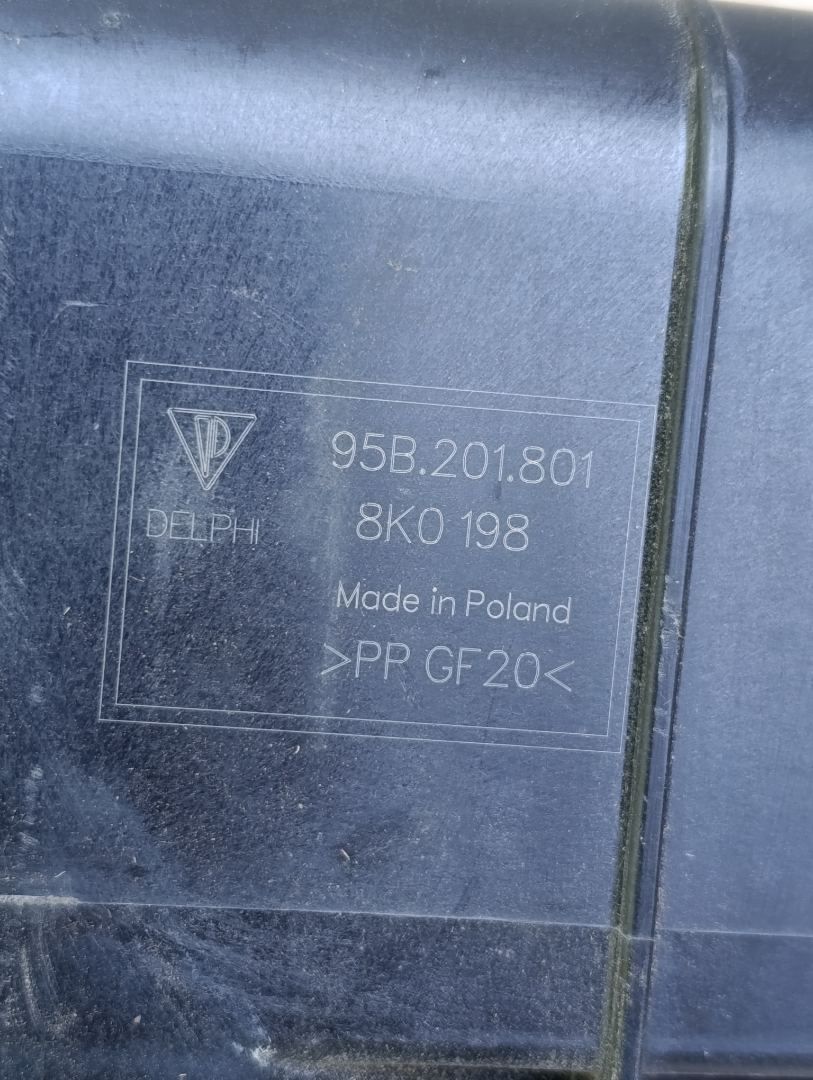 95B.201.801
DELPHI
8K0 198
Made in Poland
>PP GF20<